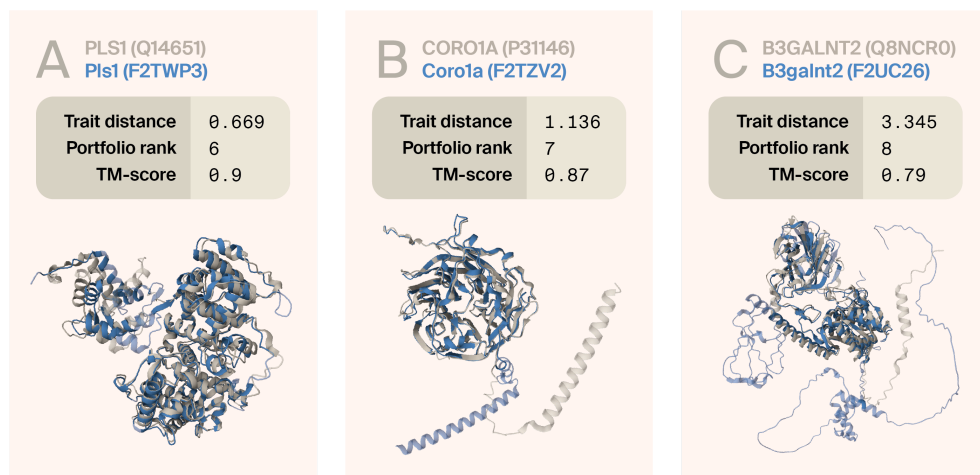 A
PLS1 (Q14651)
Pls1 (F2TWP3)
Trait distance 0.669
Portfolio rank 6
TM-score 0.9
B
CORO1A (P31146)
Coro1a (F2TZV2)
Trait distance 1.136
Portfolio rank 7
TM-score 0.87
C
B3GALNT2 (Q8NCR0)
B3galnt2 (F2UC26)
Trait distance 3.345
Portfolio rank 8
TM-score 0.79